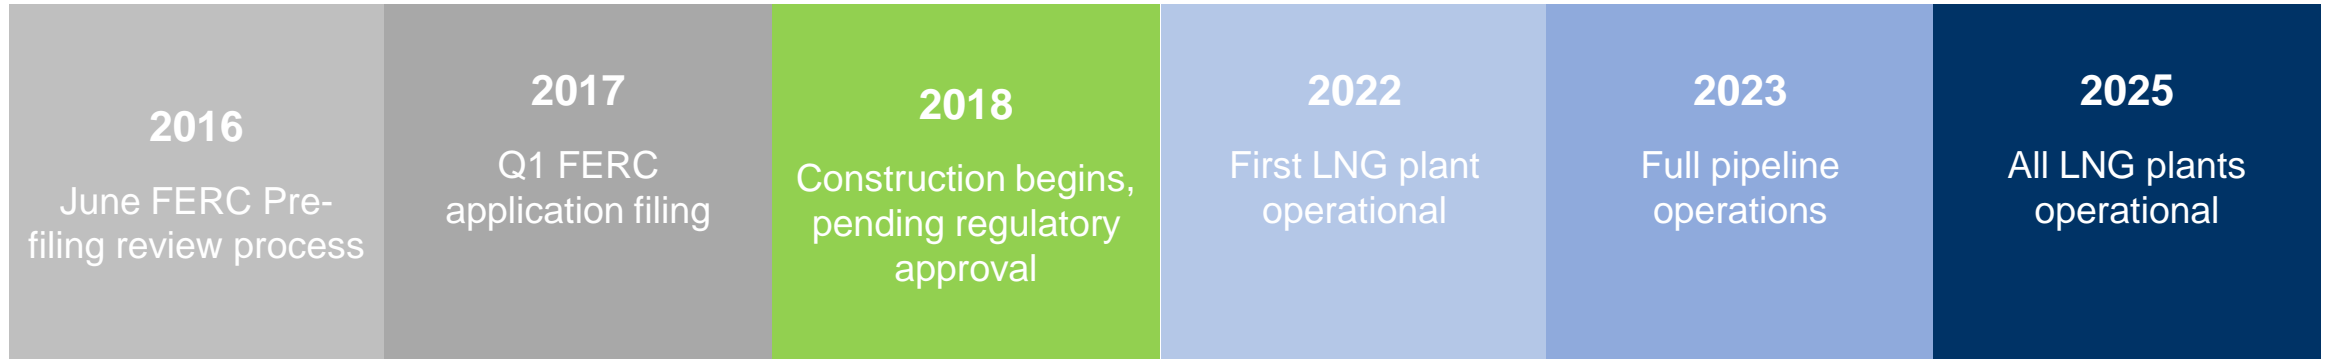 2016
June FERC Pre-
filing review process
2017
Q1 FERC
application filing
2018
Construction begins,
pending regulatory
approval
2022
First LNG plant
operational
2023
Full pipeline
operations
2025
All LNG plants
operational